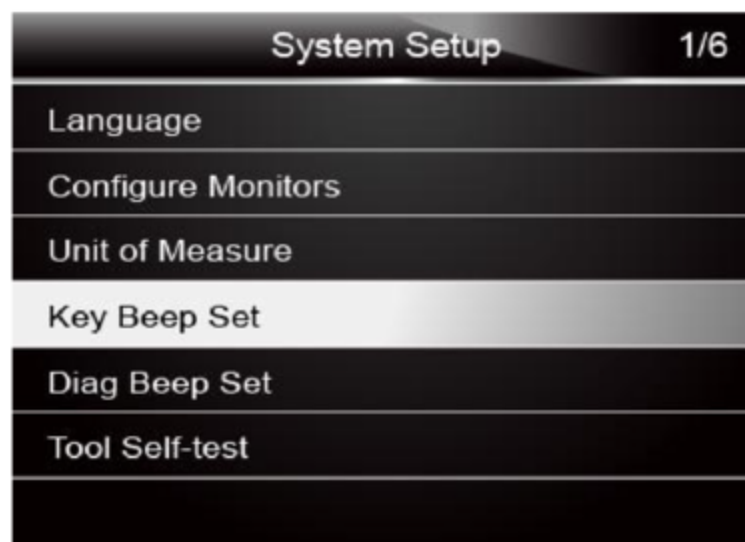 System Setup 1/6
Language
Configure Monitors
Unit of Measure
Key Beep Set
Diag Beep Set
Tool Self-test